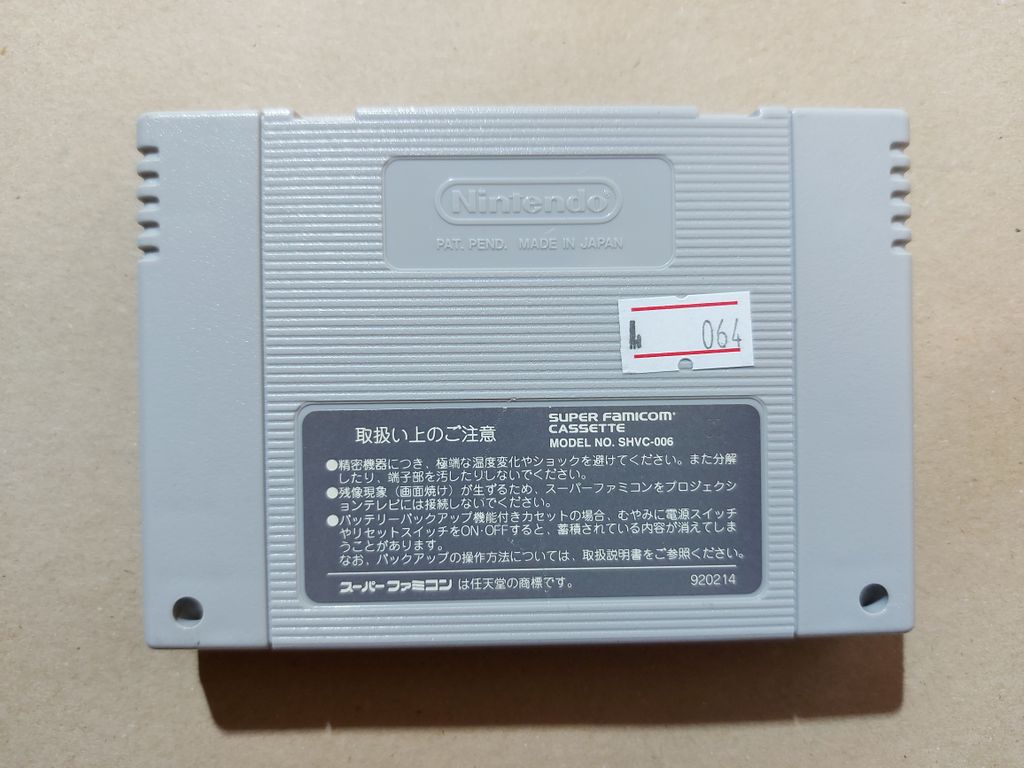 Nintendo
PAT. PEND. MADE IN JAPAN
L 064
取扱い上のご注意
SUPER FAMICOM
CASSETTE
MODEL NO. SHVC-006
●精密機器につき、極端な温度変化やショックを避けてください。また分解
したり、端子部を汚したりしないでください。
●残像現象(画面焼け)が生ずるため、スーパーファミコンをプロジェクシ
ョンテレビには接続しないでください。
●バッテリーバックアップ機能付きカセットの場合、むやみに電源スイッチ
やリセットスイッチをON·OFFすると、蓄積されている内容が消えてしま
うことがあります。
なお、バックアップの操作方法については、取扱説明書をご参照ください。
スーパーファミコン は任天堂の商標です。
920214